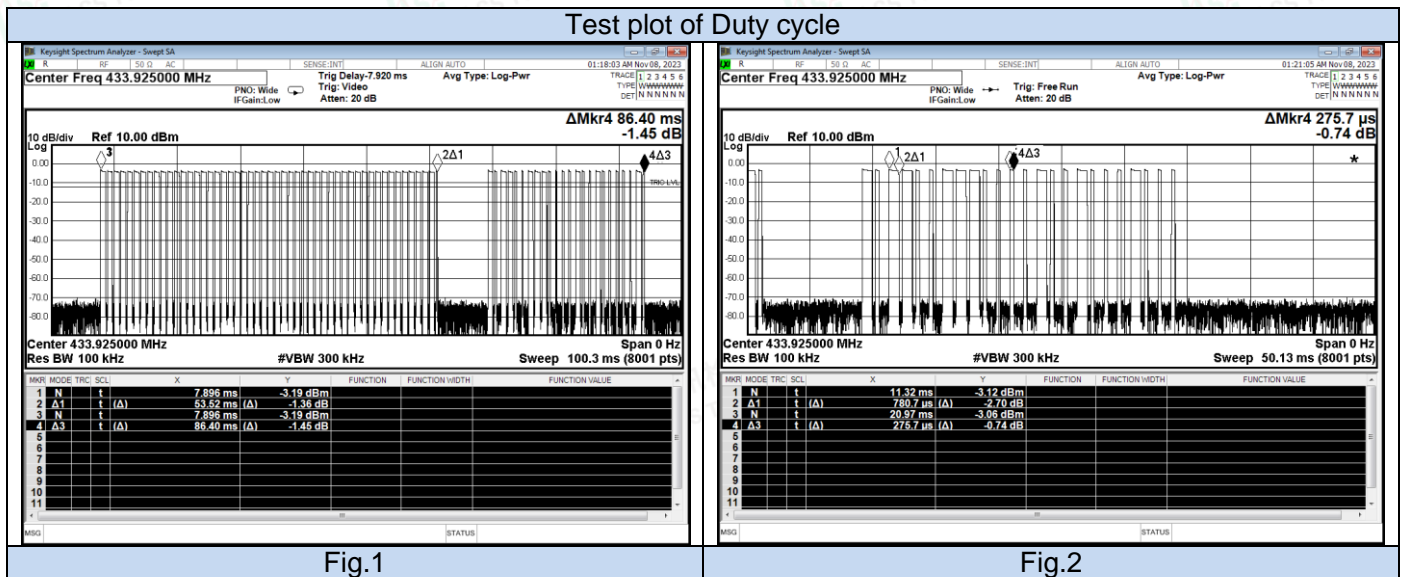 Test plot of Duty cycle
Keysight Spectrum Analyzer - Swept SA
R RF 50 Ω AC SENSE:INT ALIGN AUTO 01:18:03 AM Nov 08, 2023
Center Freq 433.925000 MHz
PNO: Wide
IFGain:Low
Trig Delay-7.920 ms
Trig: Video
Atten: 20 dB
Avg Type: Log-Pwr
TRACE 1 2 3 4 5 6
TYPE WWWWWWW
DET N N N N N N
ΔMkr4 86.40 ms
-1.45 dB
10 dB/div Ref 10.00 dBm
Log
3
2Δ1
4Δ3
TRIG LVL
0.00
-10.0
-20.0
-30.0
-40.0
-50.0
-60.0
-70.0
-80.0
Center 433.925000 MHz Span 0 Hz
Res BW 100 kHz #VBW 300 kHz Sweep 100.3 ms (8001 pts)
MKR MODE TRC SCL X Y FUNCTION FUNCTION WIDTH FUNCTION VALUE
1 N t 7.896 ms -3.19 dBm
2 Δ1 t (Δ) 53.52 ms (Δ) -1.36 dB
3 N t 7.896 ms -3.19 dBm
4 Δ3 t (Δ) 86.40 ms (Δ) -1.45 dB
5
6
7
8
9
10
11
MSG STATUS
Fig.1
Keysight Spectrum Analyzer - Swept SA
R RF 50 Ω AC SENSE:INT ALIGN AUTO 01:21:05 AM Nov 08, 2023
Center Freq 433.925000 MHz
PNO: Wide
IFGain:Low
Trig: Free Run
Atten: 20 dB
Avg Type: Log-Pwr
TRACE 1 2 3 4 5 6
TYPE WWWWWWW
DET N N N N N N
ΔMkr4 275.7 µs
-0.74 dB
10 dB/div Ref 10.00 dBm
Log
1
2Δ1
4Δ3
*
0.00
-10.0
-20.0
-30.0
-40.0
-50.0
-60.0
-70.0
-80.0
Center 433.925000 MHz Span 0 Hz
Res BW 100 kHz #VBW 300 kHz Sweep 50.13 ms (8001 pts)
MKR MODE TRC SCL X Y FUNCTION FUNCTION WIDTH FUNCTION VALUE
1 N t 11.32 ms -3.12 dBm
2 Δ1 t (Δ) 780.7 µs (Δ) -2.70 dB
3 N t 20.97 ms -3.06 dBm
4 Δ3 t (Δ) 275.7 µs (Δ) -0.74 dB
5
6
7
8
9
10
11
MSG STATUS
Fig.2